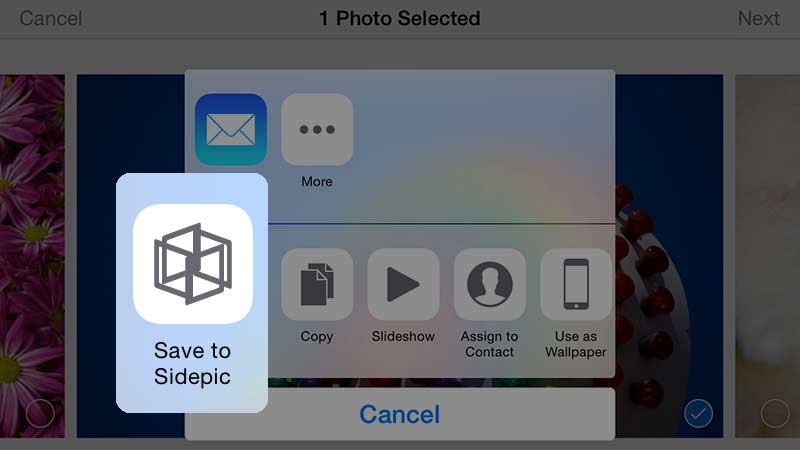 Cancel
1 Photo Selected
Next
More
Save to
Sidepic
Copy
Slideshow
Assign to
Contact
Use as
Wallpaper
Cancel